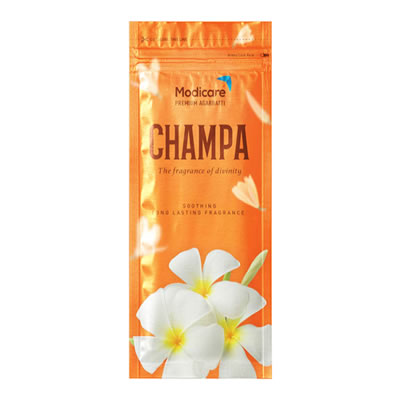 Modicare
PREMIUM AGARBATTI
CHAMPA
The fragrance of divinity
SOOTHING
LONG LASTING FRAGRANCE